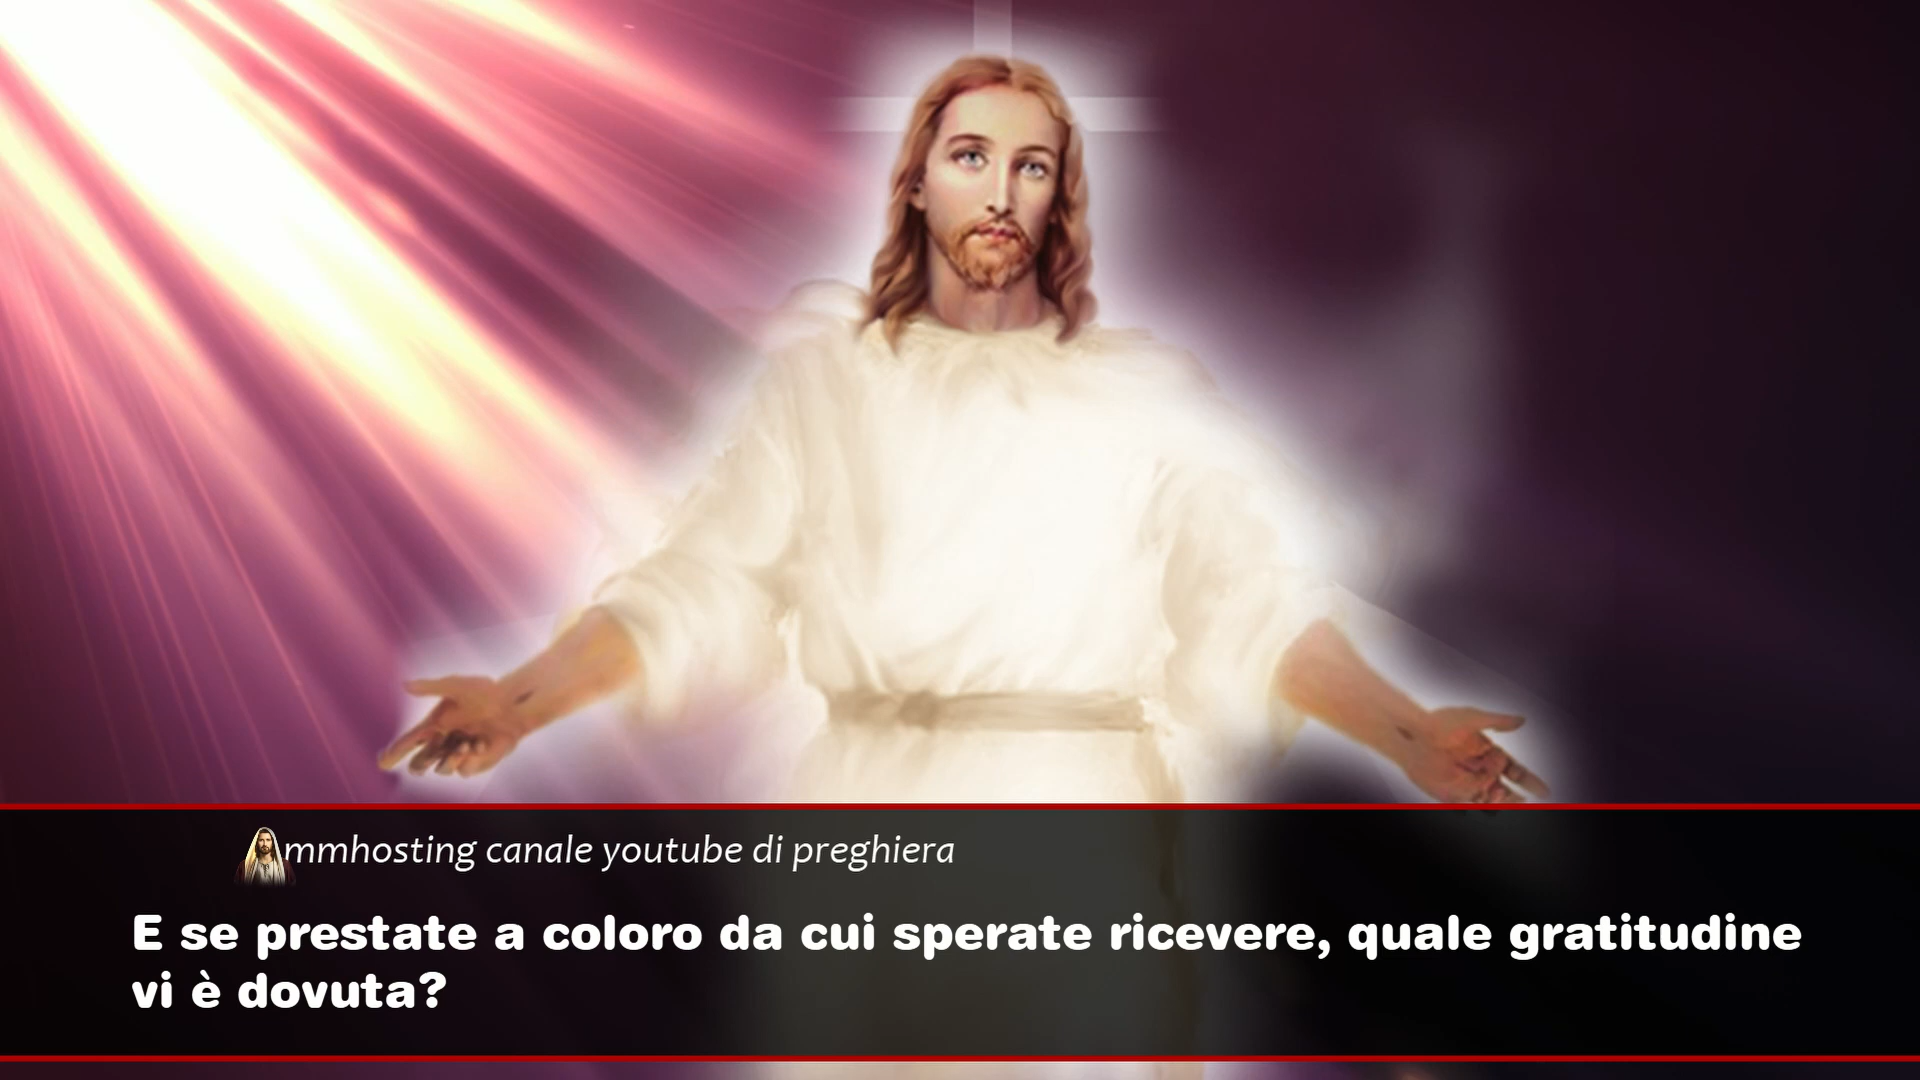 mmhosting canale youtube di preghiera
E se prestate a coloro da cui sperate ricevere, quale gratitudine
vi è dovuta?